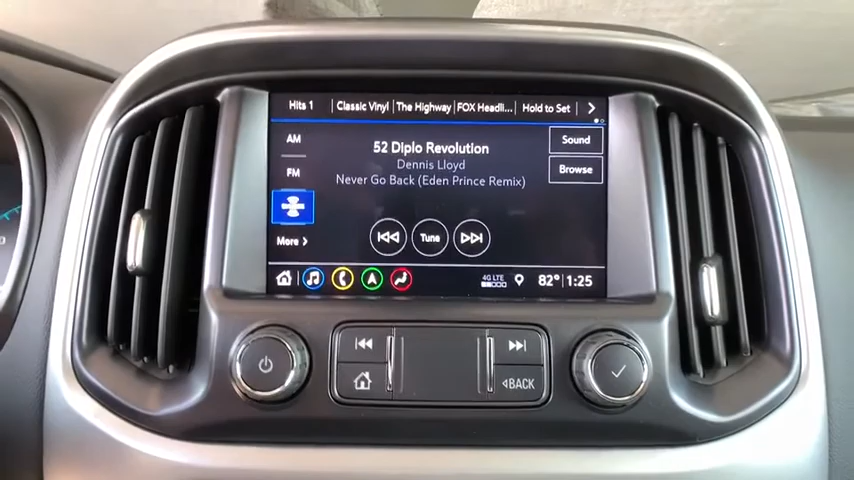 Hits 1 Classic Vinyl The Highway FOX Headli... Hold to Set
AM
52 Diplo Revolution
Sound
Dennis Lloyd
FM
Never Go Back (Eden Prince Remix)
Browse
More
Tune
4G LTE
82° 1:25
BACK